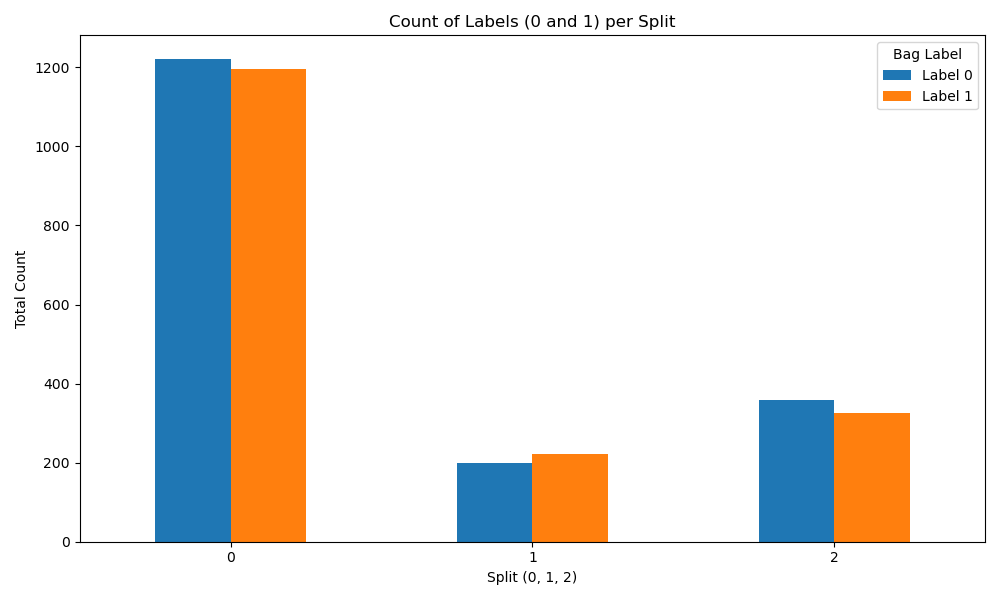 Count of Labels (0 and 1) per Split
Bag Label
Label 0
Label 1
Total Count
1200
1000
800
600
400
200
0
0 1 2
Split (0, 1, 2)